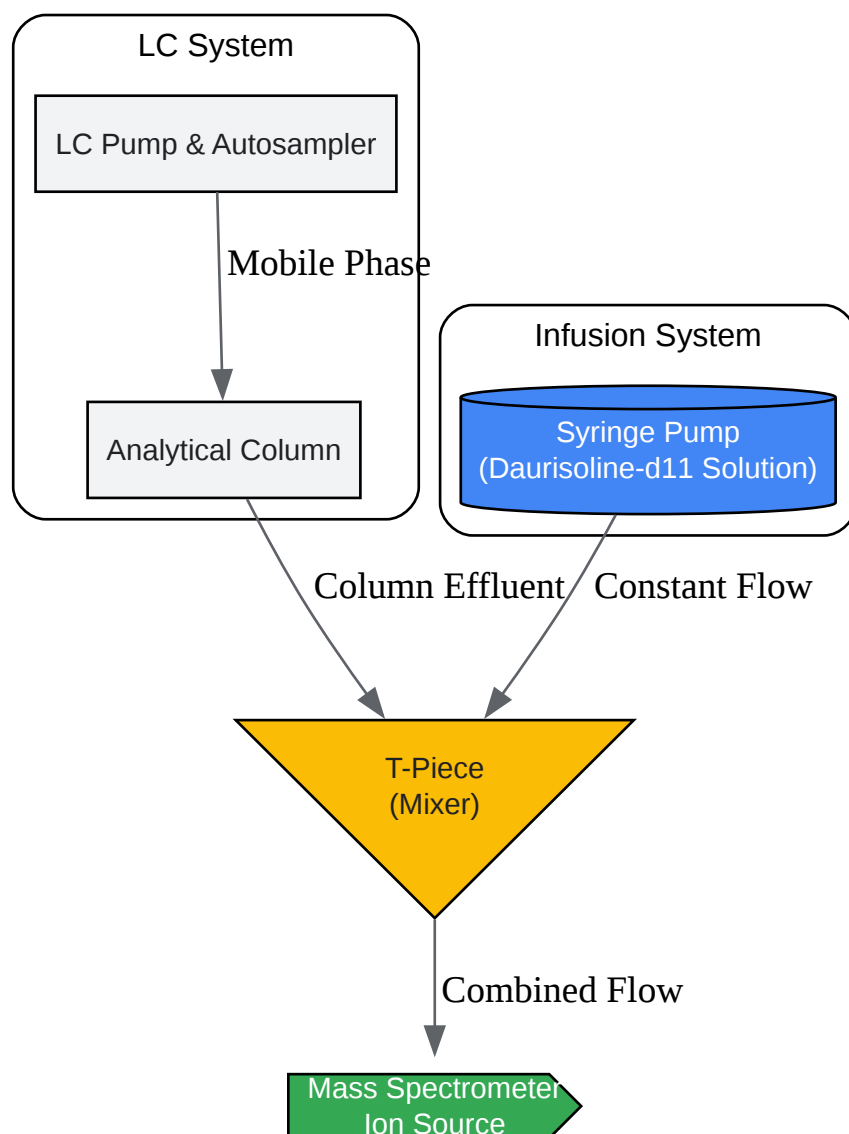 LC System
LC Pump & Autosampler
Mobile Phase
Infusion System
Syringe Pump
(Daurisoline-d11 Solution)
Analytical Column
Column Effluent
Constant Flow
T-Piece
(Mixer)
Combined Flow
Mass Spectrometer
Ion Source